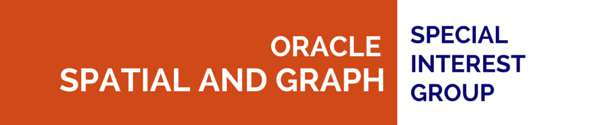 ORACLE
SPATIAL AND GRAPH
SPECIAL
INTEREST
GROUP